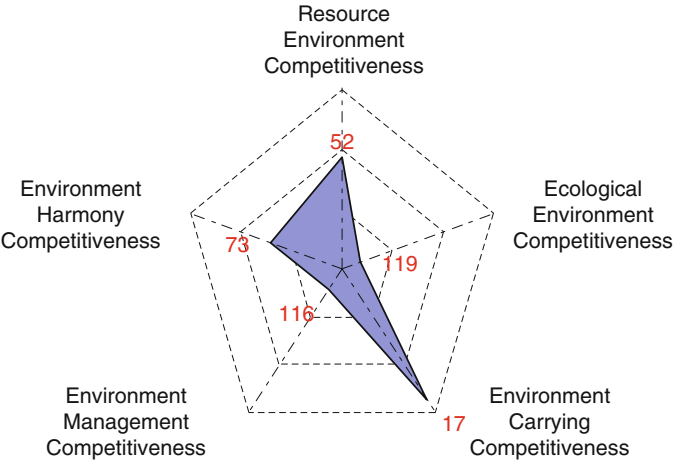 Resource
Environment
Competitiveness
52
Environment
Harmony
Competitiveness
73
Ecological
Environment
Competitiveness
119
116
Environment
Management
Competitiveness
17
Environment
Carrying
Competitiveness